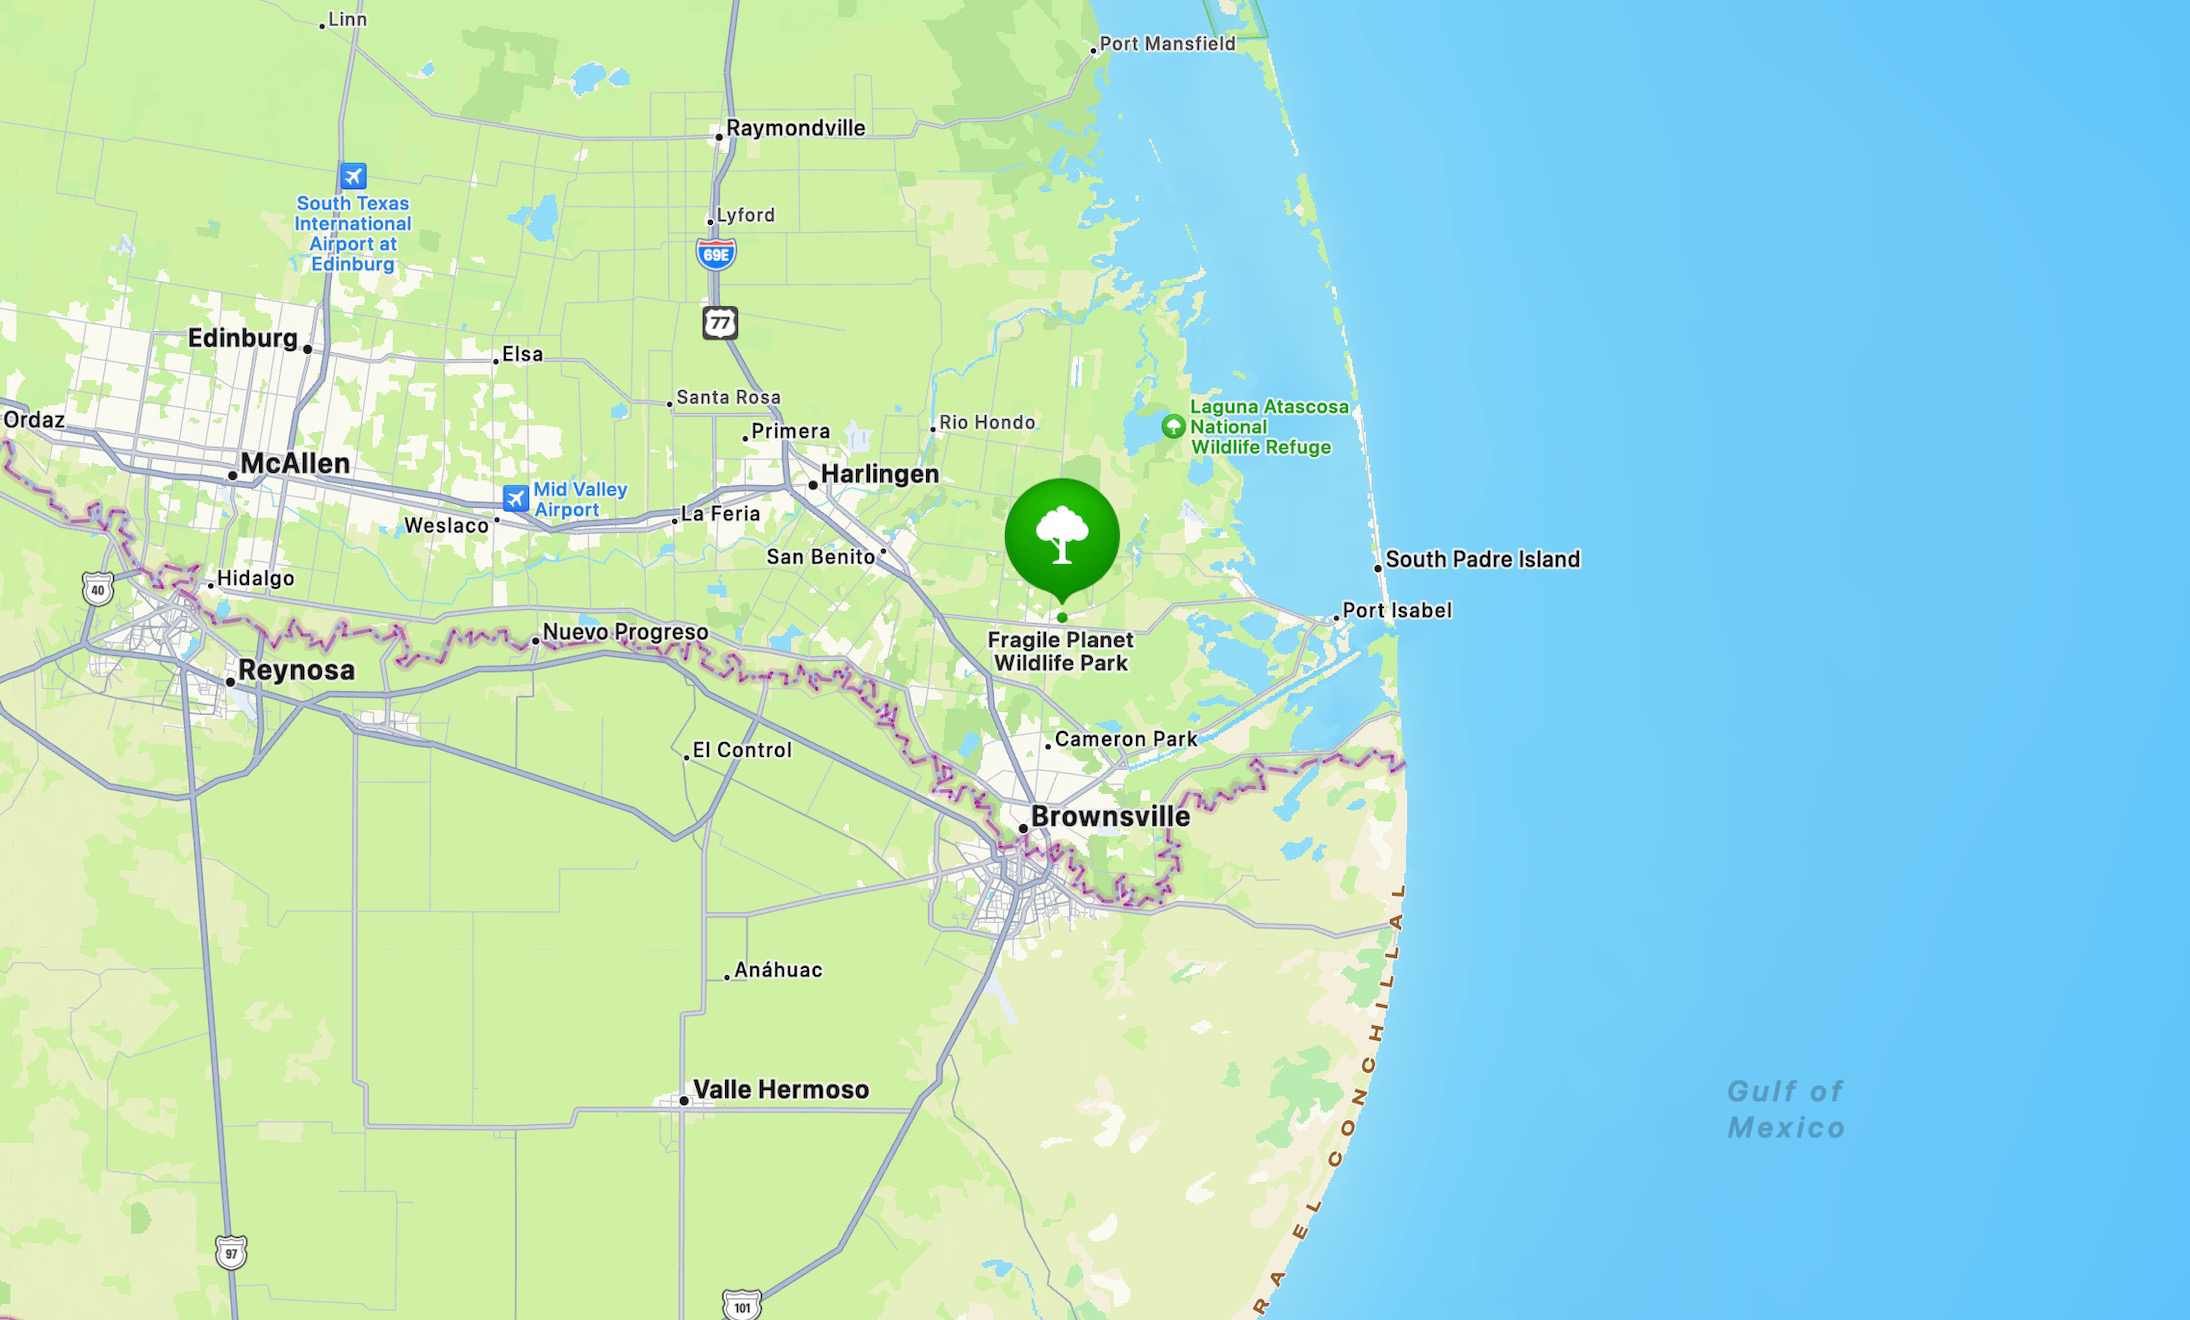 Linn
Port Mansfield
Raymondville
South Texas
International
Airport at
Edinburg
Lyford
69E
77
Edinburg
Elsa
Santa Rosa
Ordaz
Primera
Rio Hondo
Laguna Atascosa
National
Wildlife Refuge
McAllen
Harlingen
Mid Valley
Airport
Weslaco
La Feria
San Benito
South Padre Island
40
Hidalgo
Port Isabel
Nuevo Progreso
Fragile Planet
Wildlife Park
Reynosa
El Control
Cameron Park
Brownsville
Anáhuac
Valle Hermoso
Gulf of
Mexico
RA EL CONCHILLAL
97
101